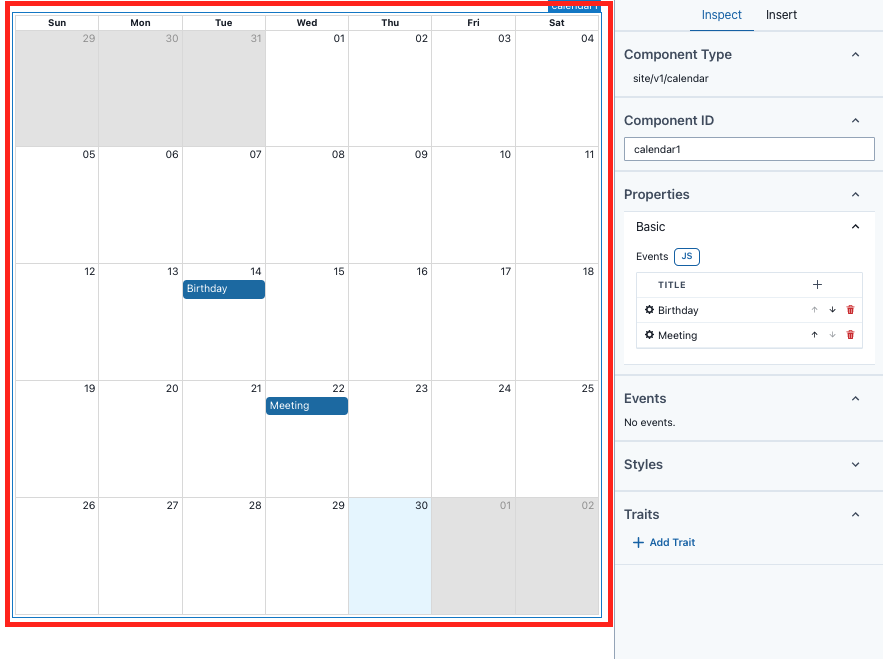 calendar1
Sun Mon Tue Wed Thu Fri Sat
29 30 31 01 02 03 04
05 06 07 08 09 10 11
12 13 14 15 16 17 18
Birthday
19 20 21 22 23 24 25
Meeting
26 27 28 29 30 01 02
Inspect Insert
Component Type
site/v1/calendar
Component ID
calendar1
Properties
Basic
Events JS
TITLE
Birthday
Meeting
Events
No events.
Styles
Traits
Add Trait